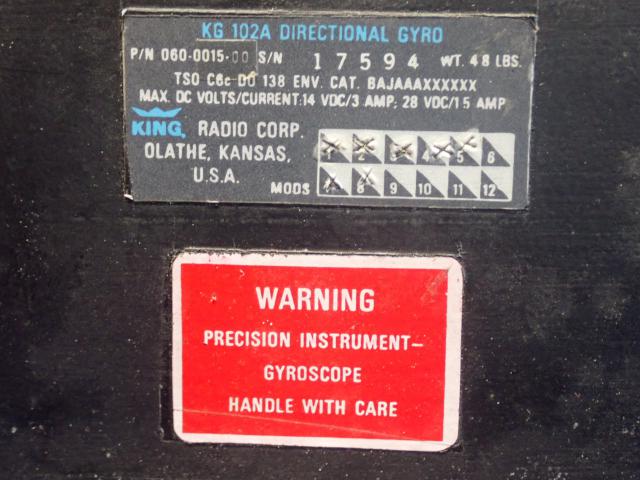 KG 102A DIRECTIONAL GYRO
P/N 060-0015-00 S/N 17594 WT. 4.8 LBS.
TSO C6c DO 138 ENV. CAT. BAJAAAXXXXXX
MAX. DC VOLTS/CURRENT:14 VDC/3 AMP, 28 VDC/1.5 AMP
KING RADIO CORP.
OLATHE, KANSAS,
U.S.A.
MODS
1 2 3 4 5 6
7 8 9 10 11 12
WARNING
PRECISION INSTRUMENT-
GYROSCOPE
HANDLE WITH CARE